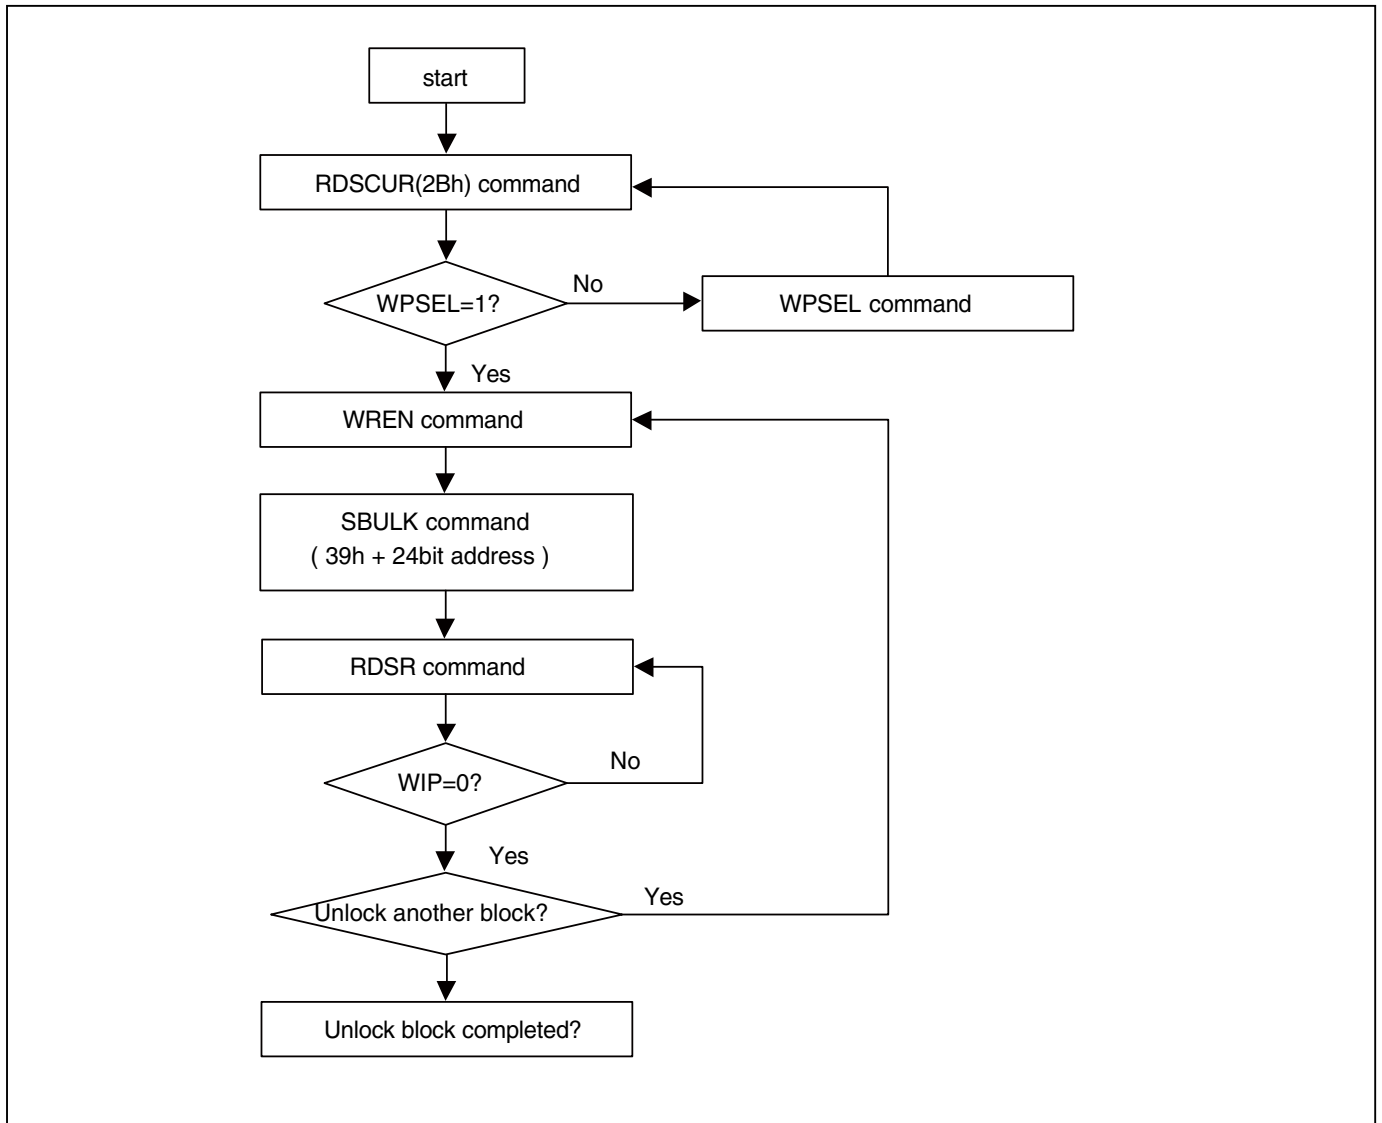 start
RDSCUR(2Bh) command
WPSEL=1?
No
WPSEL command
Yes
WREN command
SBULK command
( 39h + 24bit address )
RDSR command
WIP=0?
No
Yes
Unlock another block?
Yes
Unlock block completed?